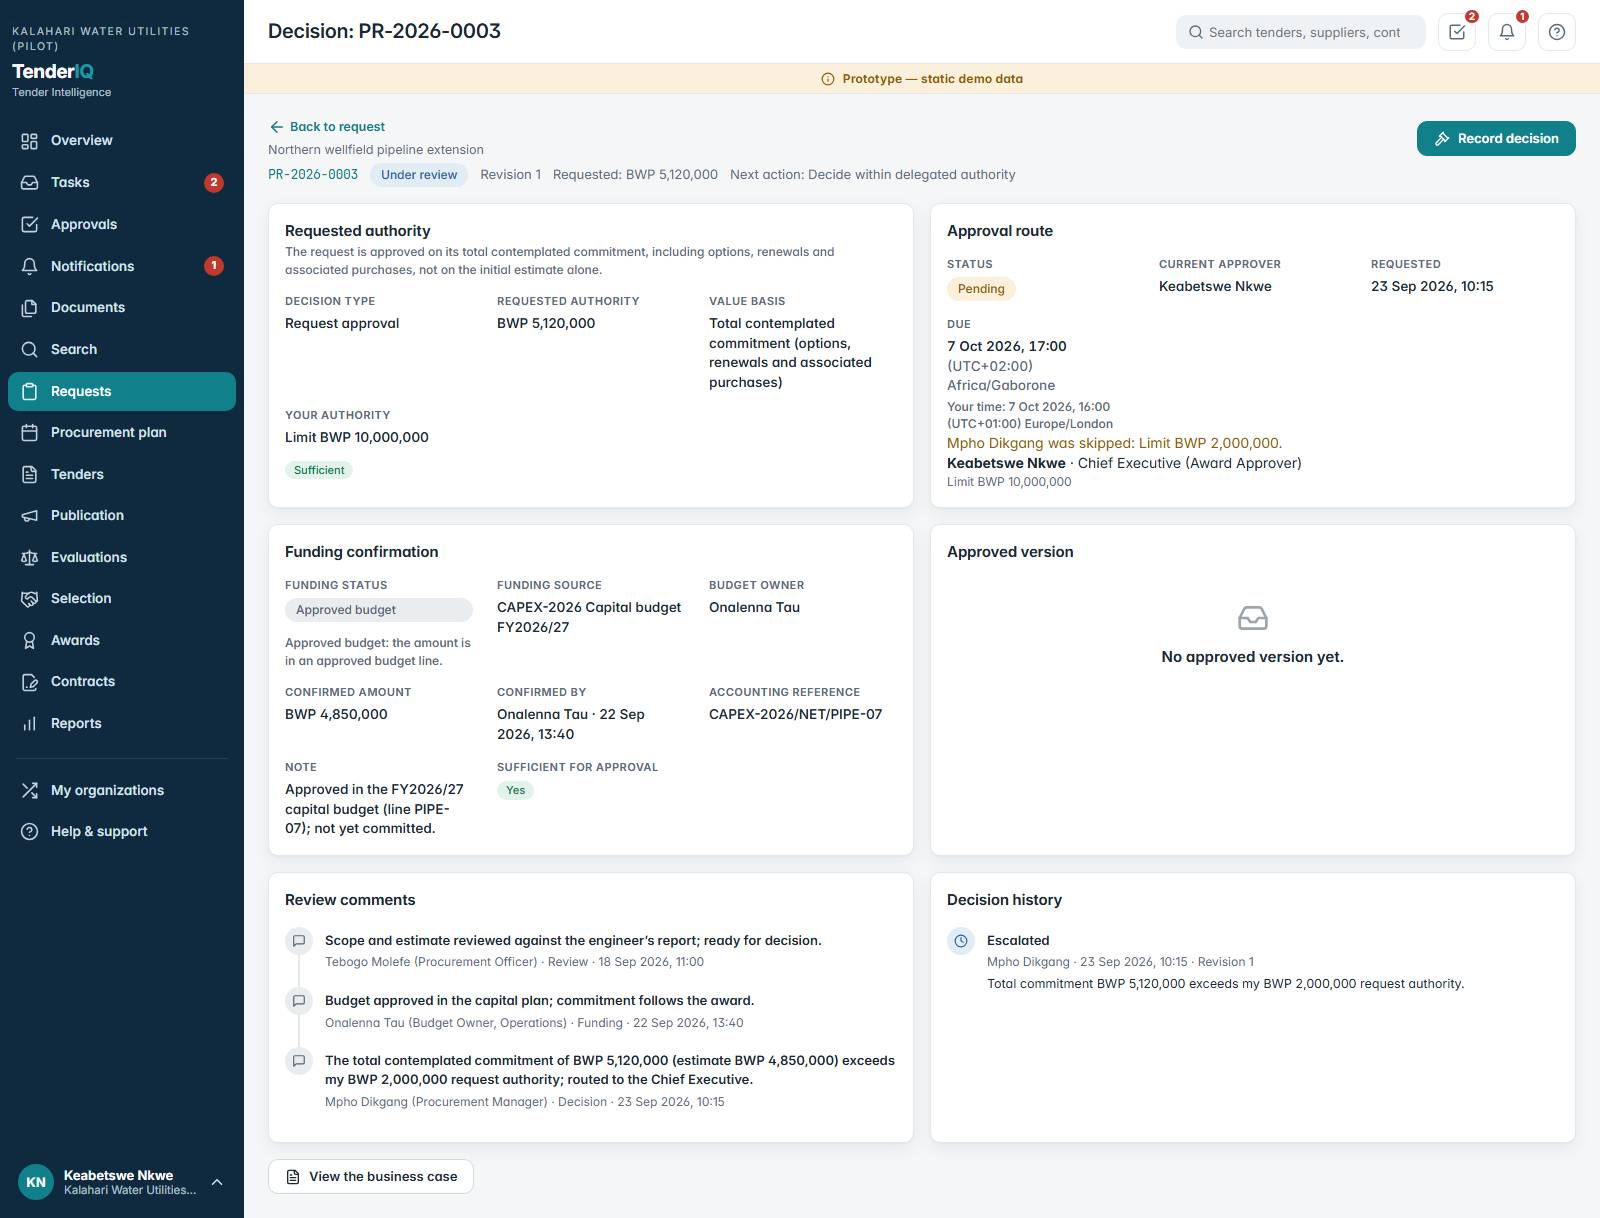 KALAHARI WATER UTILITIES
(PILOT)
TenderIQ
Tender Intelligence
Overview
Tasks 2
Approvals
Notifications 1
Documents
Search
Requests
Procurement plan
Tenders
Publication
Evaluations
Selection
Awards
Contracts
Reports
My organizations
Help & support
KN
Keabetswe Nkwe
Kalahari Water Utilities...
Decision: PR-2026-0003
Search tenders, suppliers, cont
2
1
Prototype — static demo data
Back to request
Northern wellfield pipeline extension
PR-2026-0003 Under review Revision 1 Requested: BWP 5,120,000 Next action: Decide within delegated authority
Record decision
Requested authority
The request is approved on its total contemplated commitment, including options, renewals and
associated purchases, not on the initial estimate alone.
DECISION TYPE
Request approval
REQUESTED AUTHORITY
BWP 5,120,000
VALUE BASIS
Total contemplated
commitment (options,
renewals and associated
purchases)
YOUR AUTHORITY
Limit BWP 10,000,000
Sufficient
Approval route
STATUS
Pending
CURRENT APPROVER
Keabetswe Nkwe
REQUESTED
23 Sep 2026, 10:15
DUE
7 Oct 2026, 17:00
(UTC+02:00)
Africa/Gaborone
Your time: 7 Oct 2026, 16:00
(UTC+01:00) Europe/London
Mpho Dikgang was skipped: Limit BWP 2,000,000.
Keabetswe Nkwe · Chief Executive (Award Approver)
Limit BWP 10,000,000
Funding confirmation
FUNDING STATUS
Approved budget
Approved budget: the amount is
in an approved budget line.
FUNDING SOURCE
CAPEX-2026 Capital budget
FY2026/27
BUDGET OWNER
Onalenna Tau
CONFIRMED AMOUNT
BWP 4,850,000
CONFIRMED BY
Onalenna Tau · 22 Sep
2026, 13:40
ACCOUNTING REFERENCE
CAPEX-2026/NET/PIPE-07
NOTE
Approved in the FY2026/27
capital budget (line PIPE-
07); not yet committed.
SUFFICIENT FOR APPROVAL
Yes
Approved version
No approved version yet.
Review comments
Scope and estimate reviewed against the engineer’s report; ready for decision.
Tebogo Molefe (Procurement Officer) · Review · 18 Sep 2026, 11:00
Budget approved in the capital plan; commitment follows the award.
Onalenna Tau (Budget Owner, Operations) · Funding · 22 Sep 2026, 13:40
The total contemplated commitment of BWP 5,120,000 (estimate BWP 4,850,000) exceeds
my BWP 2,000,000 request authority; routed to the Chief Executive.
Mpho Dikgang (Procurement Manager) · Decision · 23 Sep 2026, 10:15
Decision history
Escalated
Mpho Dikgang · 23 Sep 2026, 10:15 · Revision 1
Total commitment BWP 5,120,000 exceeds my BWP 2,000,000 request authority.
View the business case